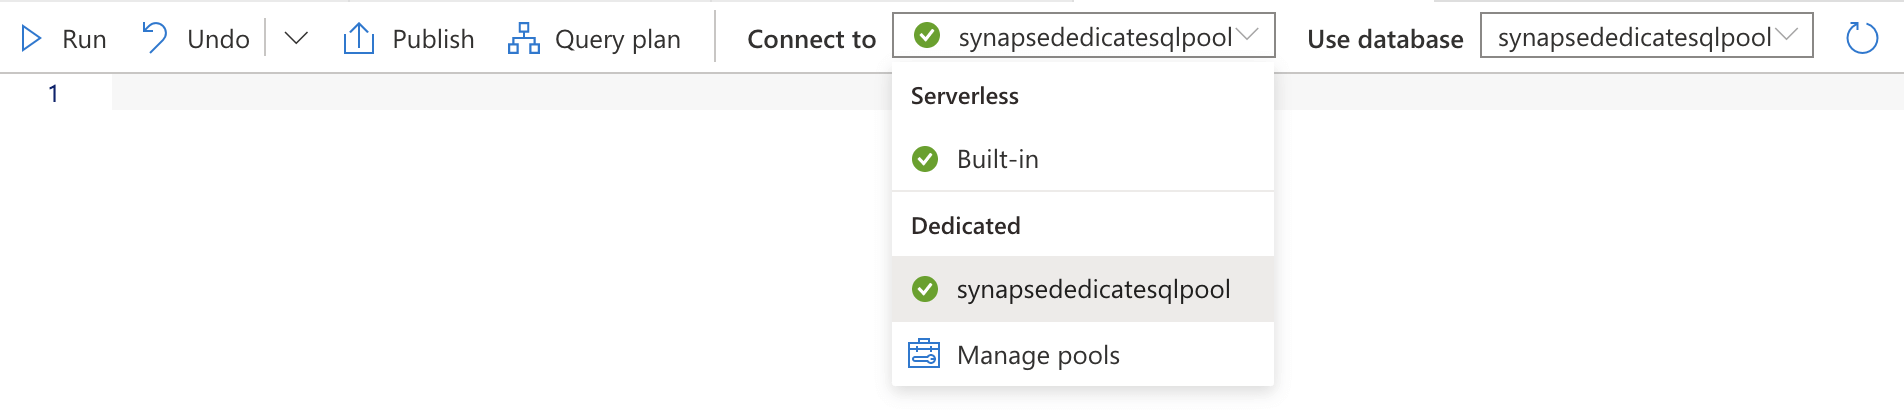 Run Undo Publish Query plan Connect to synapsededicatesqlpool Use database synapsededicatesqlpool
1
Serverless
Built-in
Dedicated
synapsededicatesqlpool
Manage pools